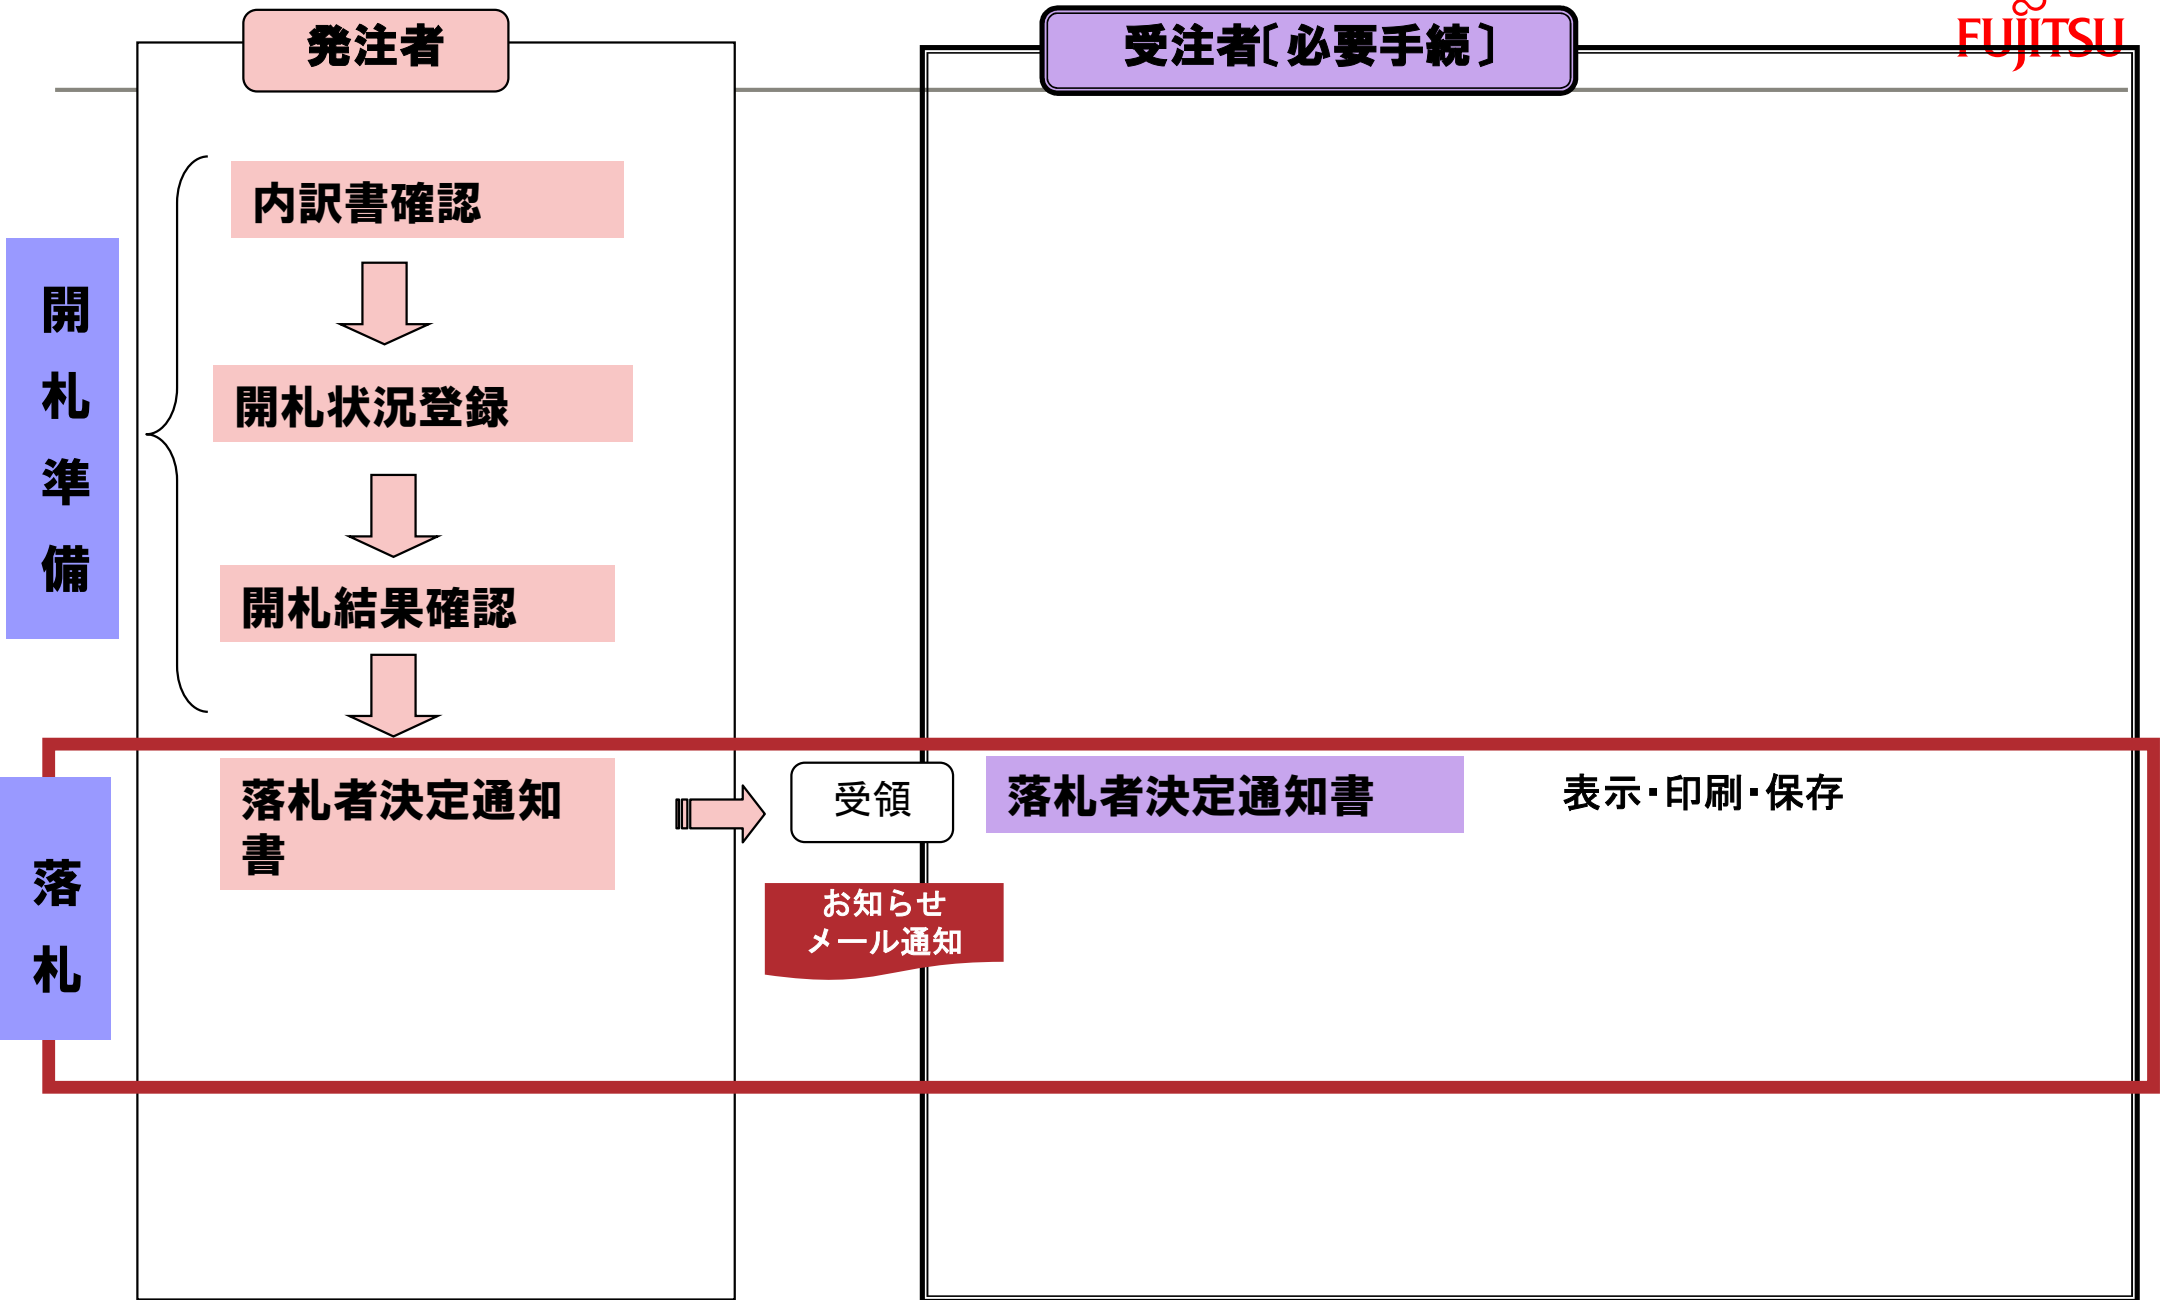 発注者
受注者〔必要手続〕
FUJITSU
開札準備
内訳書確認
開札状況登録
開札結果確認
落札
落札者決定通知
書
受領
落札者決定通知書
表示・印刷・保存
お知らせ
メール通知